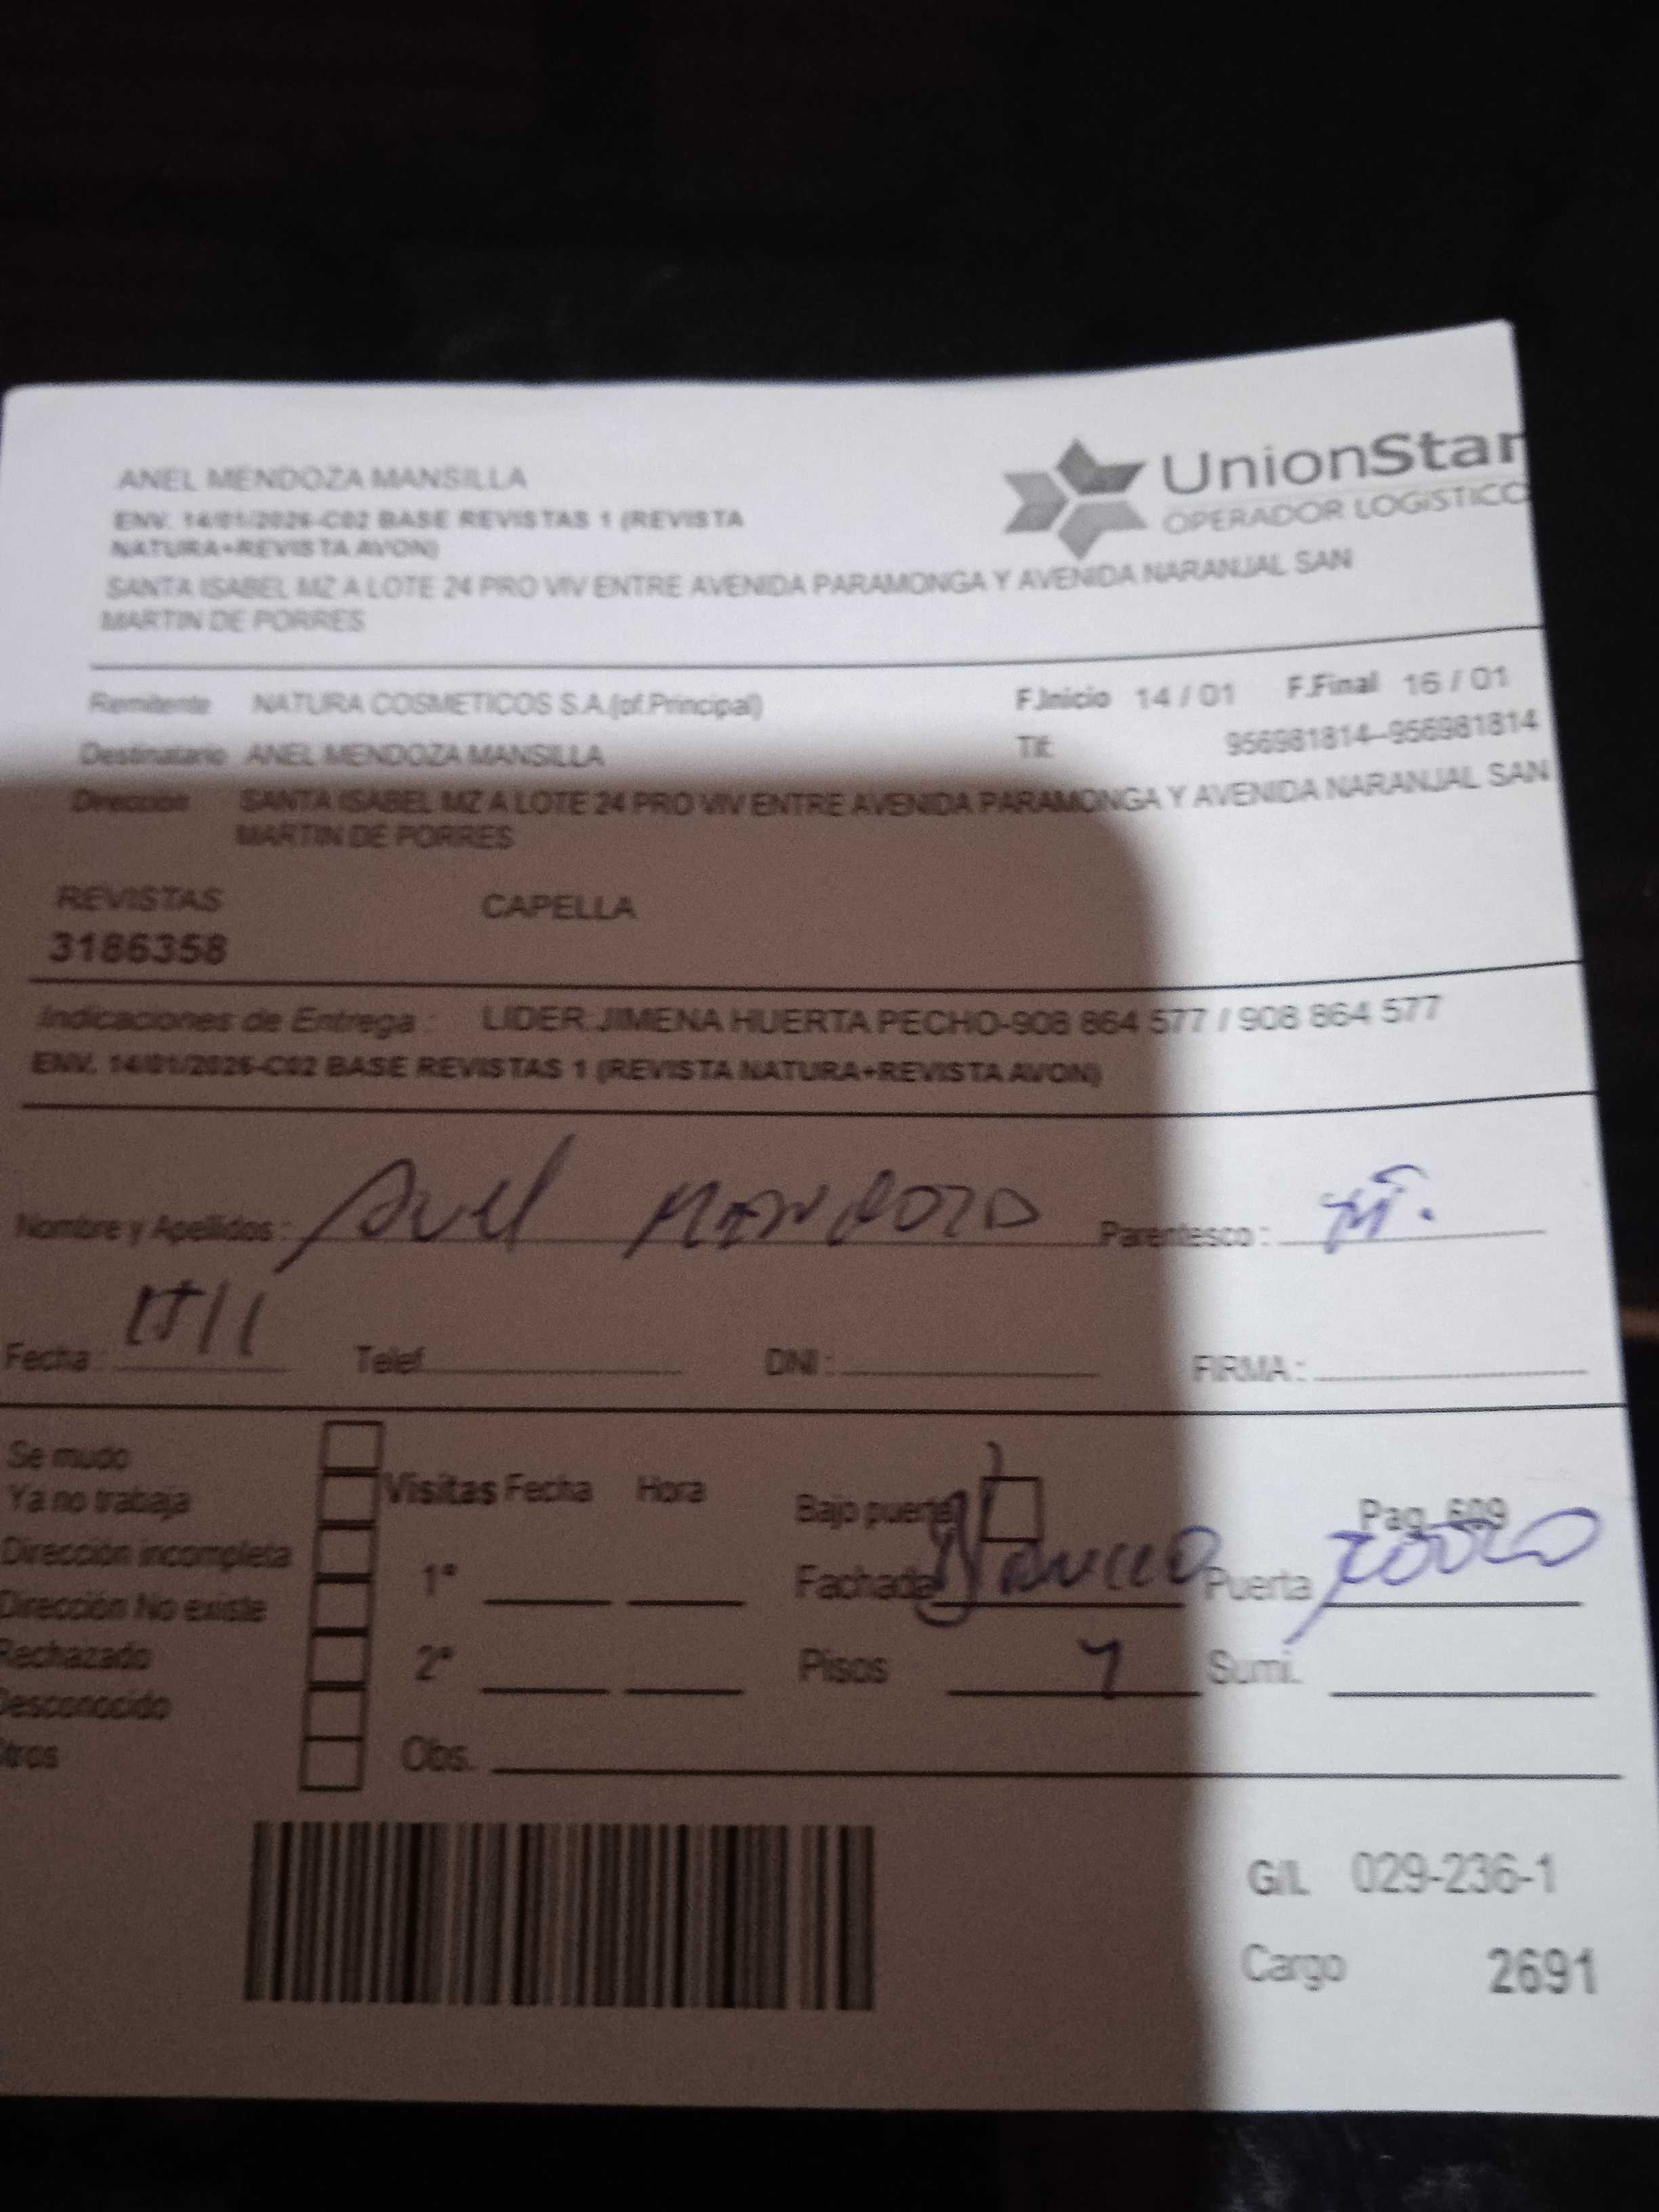 ANEL MENDOZA MANSILLA
UnionStar
OPERADOR LOGÍSTICO
ENV. 14/01/2026-C02 BASE REVISTAS 1 (REVISTA
NATURA+REVISTA AVON)
SANTA ISABEL MZ A LOTE 24 PRO VIV ENTRE AVENIDA PARAMONGA Y AVENIDA NARANJAL SAN
MARTIN DE PORRES
Remitente NATURA COSMETICOS S.A.(of.Principal) F.Inicio 14 / 01 F.Final 16 / 01
Destinatario ANEL MENDOZA MANSILLA Tlf: 956981814--956981814
Dirección SANTA ISABEL MZ A LOTE 24 PRO VIV ENTRE AVENIDA PARAMONGA Y AVENIDA NARANJAL SAN
MARTIN DE PORRES
REVISTAS CAPELLA
3186358
Indicaciones de Entrega : LIDER:JIMENA HUERTA PECHO-908 864 577 / 908 864 577
ENV. 14/01/2026-C02 BASE REVISTAS 1 (REVISTA NATURA+REVISTA AVON)
Nombre y Apellidos : Anel Mendoza Parentesco :
Fecha : Telef. DNI : FIRMA :
Se mudo
Ya no trabaja Visitas Fecha Hora Bajo puerta Pag. 609
Dirección incompleta 1° Fachada Puerta
Dirección No existe
Rechazado 2° Pisos Sumi.
Desconocido
tros Obs.
G/L 029-236-1
Cargo 2691